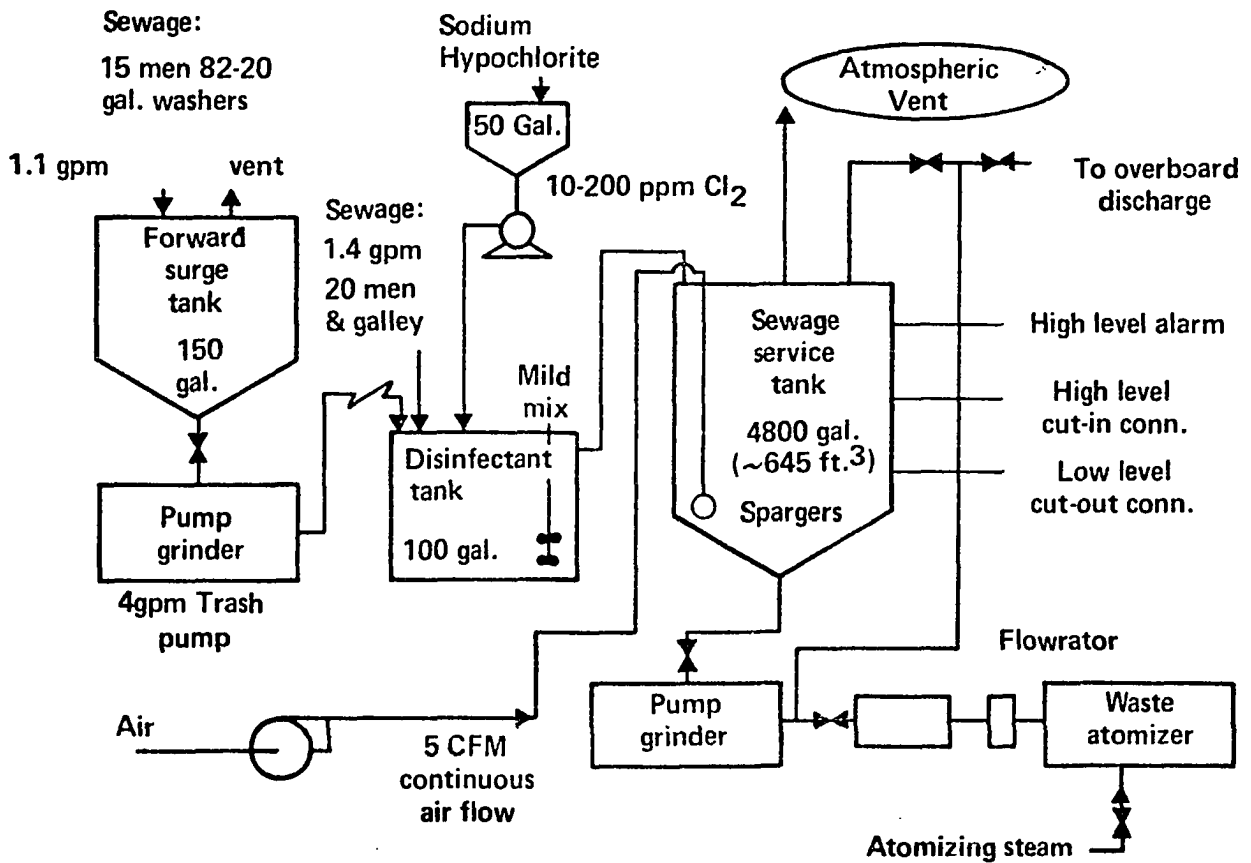 Sewage:
15 men 82-20
gal. washers
1.1 gpm
vent
Forward
surge
tank
150
gal.
Pump
grinder
4gpm Trash
pump
Sodium
Hypochlorite
50 Gal.
10-200 ppm Cl2
Sewage:
1.4 gpm
20 men
& galley
Mild
mix
Disinfectant
tank
100 gal.
Air
5 CFM
continuous
air flow
Atmospheric
Vent
To overboard
discharge
Sewage
service
tank
4800 gal.
(~645 ft.3)
Spargers
High level alarm
High level
cut-in conn.
Low level
cut-out conn.
Pump
grinder
Flowrator
Waste
atomizer
Atomizing steam